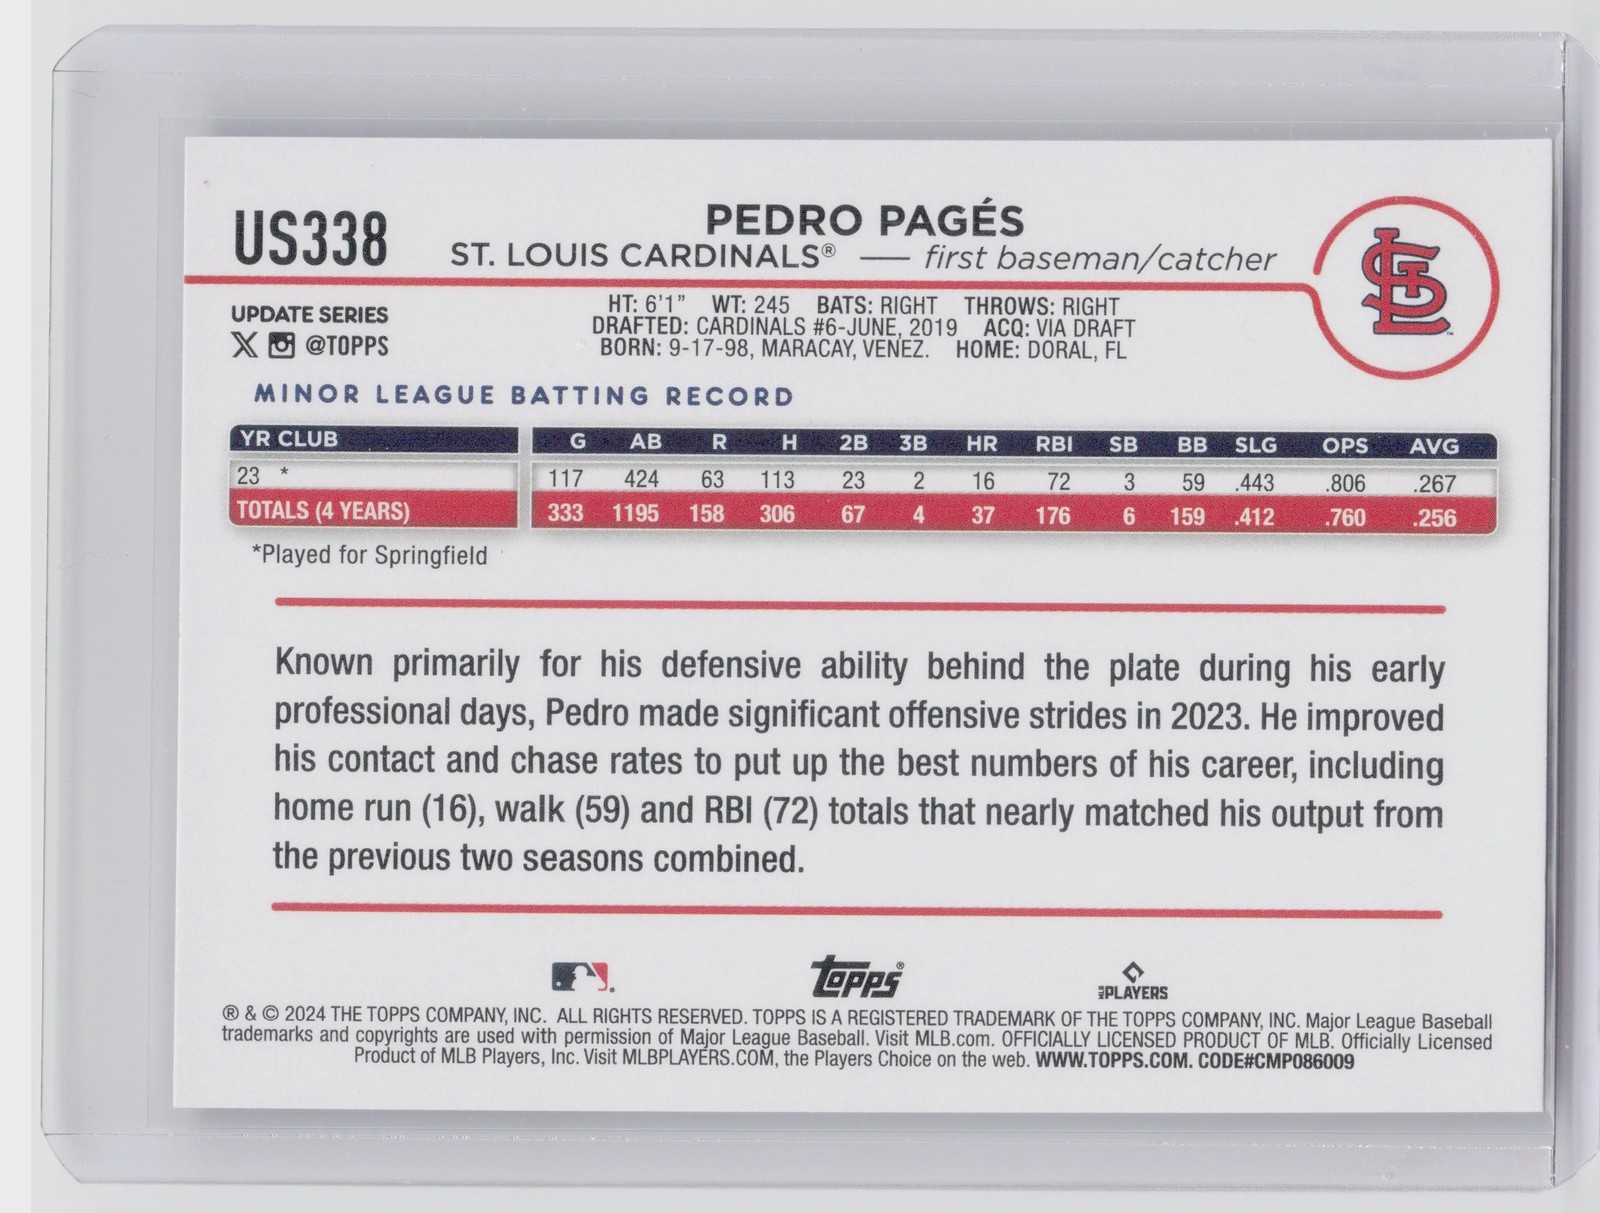 US338
PEDRO PAGÉS
ST. LOUIS CARDINALS® — first baseman/catcher
UPDATE SERIES
X @TOPPS
HT: 6'1" WT: 245 BATS: RIGHT THROWS: RIGHT
DRAFTED: CARDINALS #6-JUNE, 2019 ACQ: VIA DRAFT
BORN: 9-17-98, MARACAY, VENEZ. HOME: DORAL, FL
STL
MINOR LEAGUE BATTING RECORD
YR CLUB G AB R H 2B 3B HR RBI SB BB SLG OPS AVG
23 * 117 424 63 113 23 2 16 72 3 59 .443 .806 .267
TOTALS (4 YEARS) 333 1195 158 306 67 4 37 176 6 159 .412 .760 .256
*Played for Springfield
Known primarily for his defensive ability behind the plate during his early
professional days, Pedro made significant offensive strides in 2023. He improved
his contact and chase rates to put up the best numbers of his career, including
home run (16), walk (59) and RBI (72) totals that nearly matched his output from
the previous two seasons combined.
TOPPS®
MLB PLAYERS
® & © 2024 THE TOPPS COMPANY, INC. ALL RIGHTS RESERVED. TOPPS IS A REGISTERED TRADEMARK OF THE TOPPS COMPANY, INC. Major League Baseball
trademarks and copyrights are used with permission of Major League Baseball. Visit MLB.com. OFFICIALLY LICENSED PRODUCT OF MLB. Officially Licensed
Product of MLB Players, Inc. Visit MLBPLAYERS.COM, the Players Choice on the web. WWW.TOPPS.COM. CODE#CMP086009